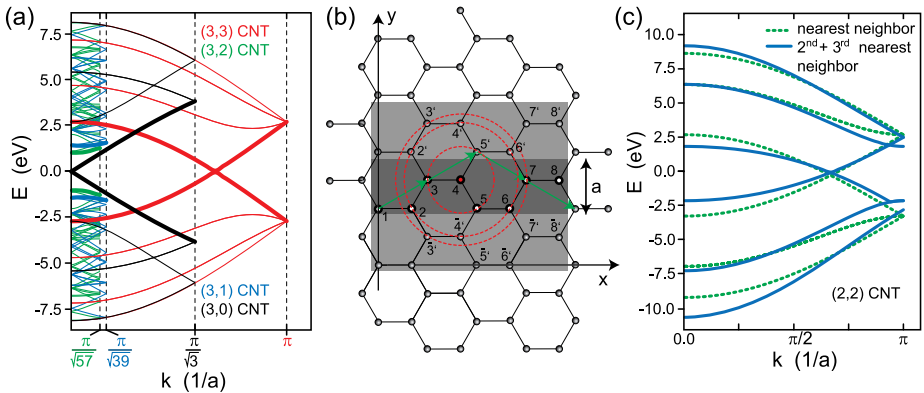 (a)
(3,3) CNT
(3,2) CNT
(3,1) CNT
(3,0) CNT
E (eV)
7.5
5.0
2.5
0.0
-2.5
-5.0
-7.5
π/√57
π/√39
π/√3
π
k (1/a)
(b)
y
3' 7' 8'
4'
2' 5' 6'
3 4 7 8
a
1 2 5 6
4̄' 7̄' 8̄'
3̄' 5̄' 6̄'
x
(c)
nearest neighbor
2nd + 3rd nearest
neighbor
E (eV)
10.0
7.5
5.0
2.5
0.0
-2.5
-5.0
-7.5
-10.0
(2,2) CNT
0.0 π/2 π
k (1/a)